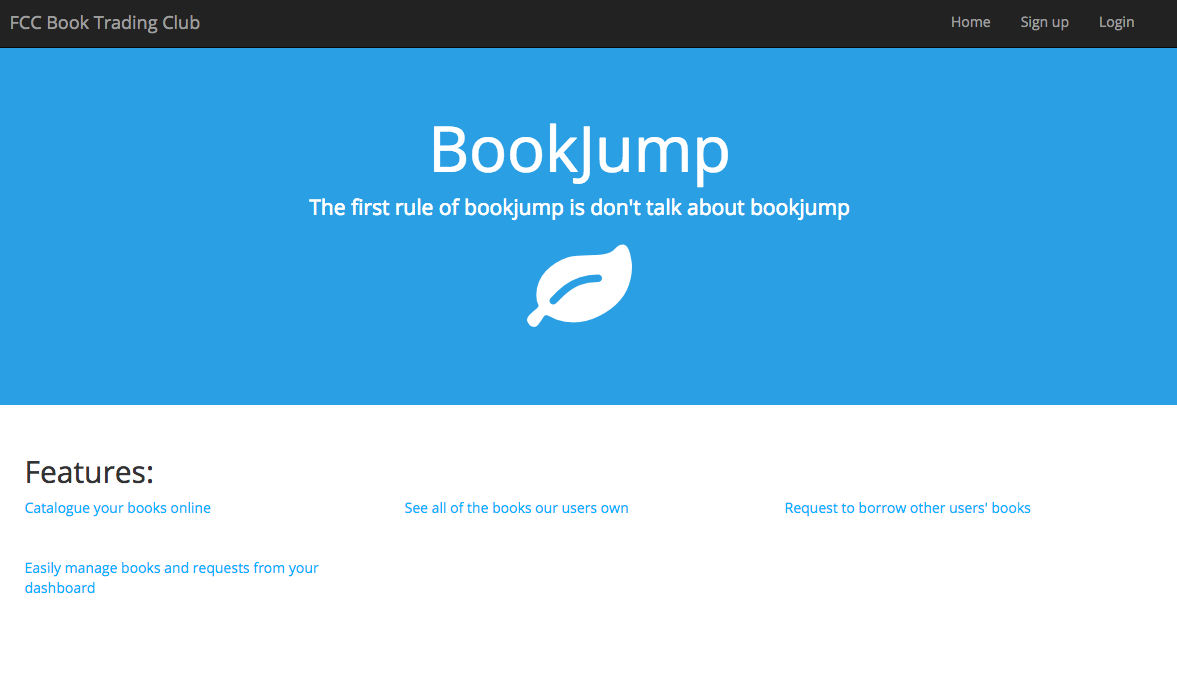 FCC Book Trading Club
Home
Sign up
Login
BookJump
The first rule of bookjump is don't talk about bookjump
Features:
Catalogue your books online
See all of the books our users own
Request to borrow other users' books
Easily manage books and requests from your
dashboard